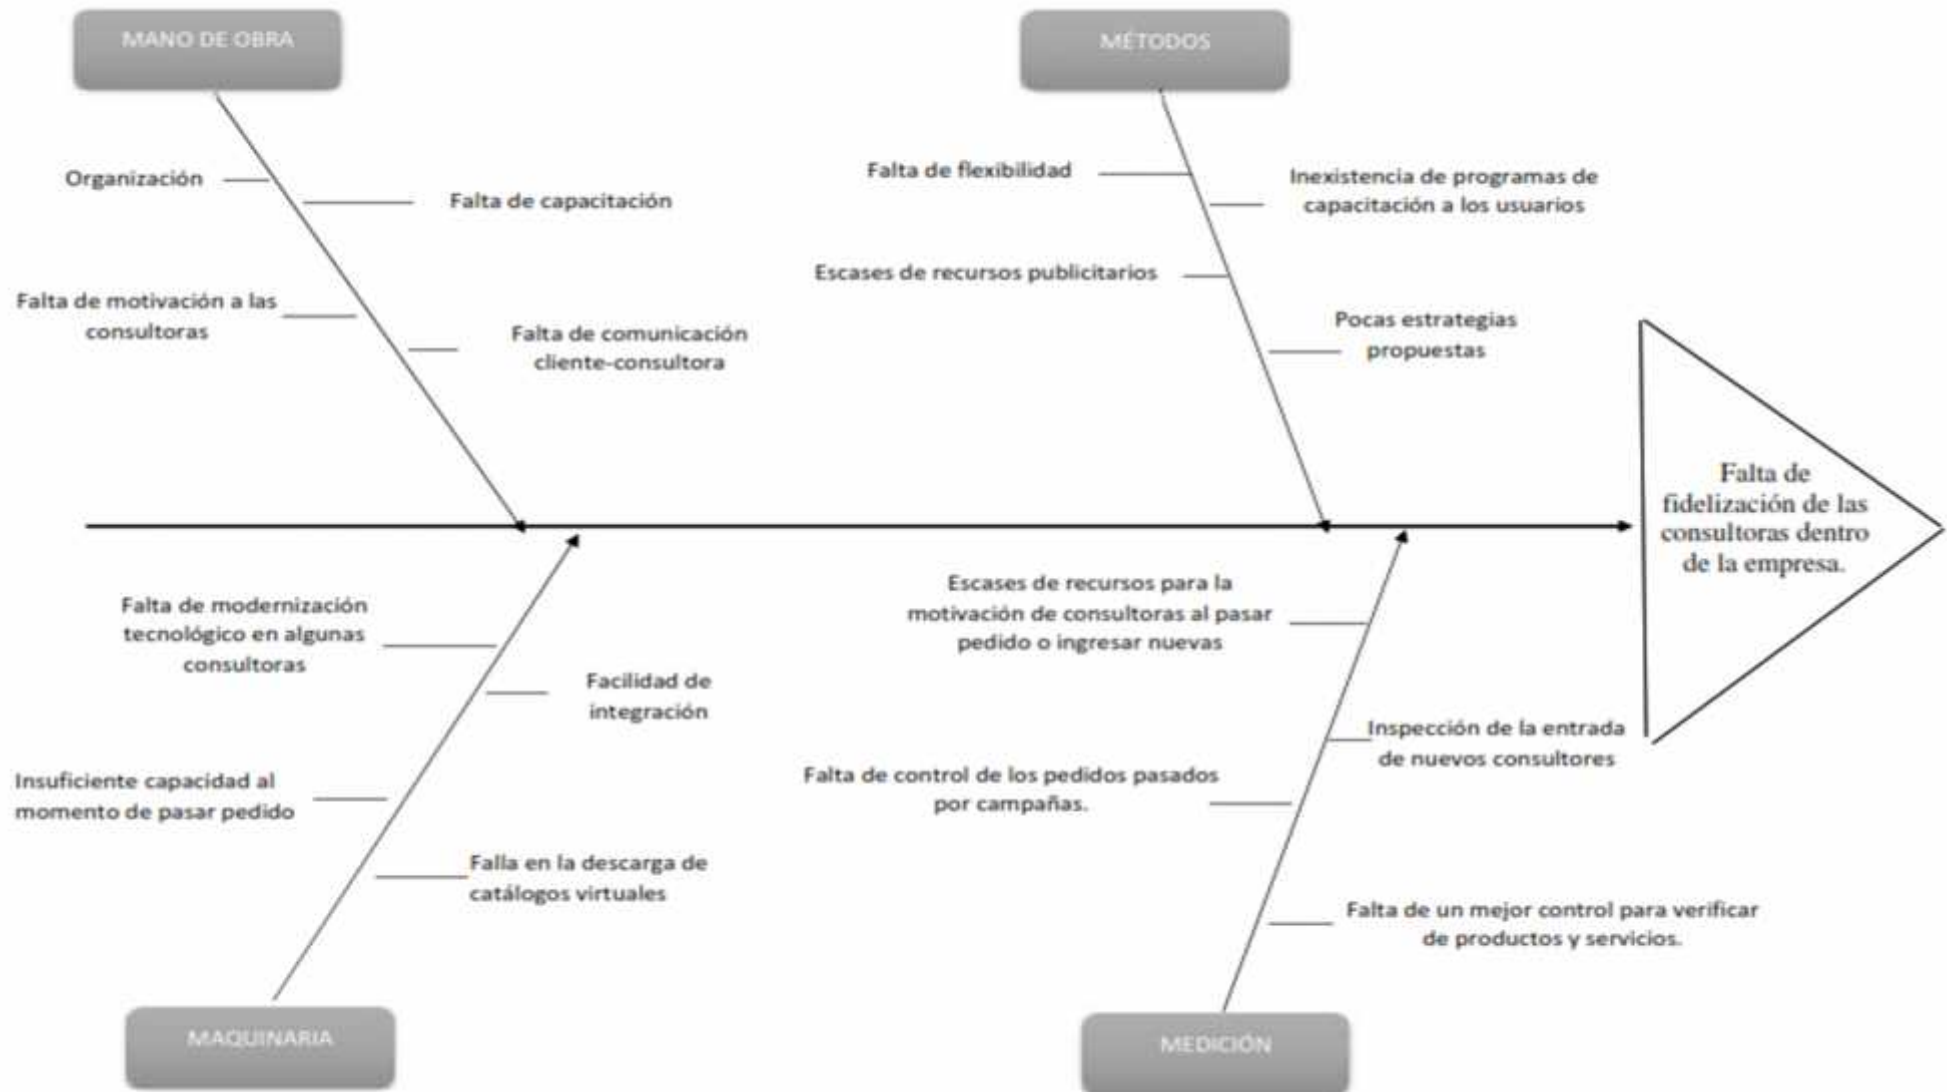 MANO DE OBRA
MÉTODOS
Organización
Falta de capacitación
Falta de motivación a las
consultoras
Falta de comunicación
cliente-consultora
Falta de flexibilidad
Inexistencia de programas de
capacitación a los usuarios
Escases de recursos publicitarios
Pocas estrategias
propuestas
Falta de
fidelización de las
consultoras dentro
de la empresa.
Falta de modernización
tecnológico en algunas
consultoras
Facilidad de
integración
Insuficiente capacidad al
momento de pasar pedido
Falla en la descarga de
catálogos virtuales
Escases de recursos para la
motivación de consultoras al pasar
pedido o ingresar nuevas
Inspección de la entrada
de nuevos consultores
Falta de control de los pedidos pasados
por campañas.
Falta de un mejor control para verificar
de productos y servicios.
MAQUINARIA
MEDICIÓN